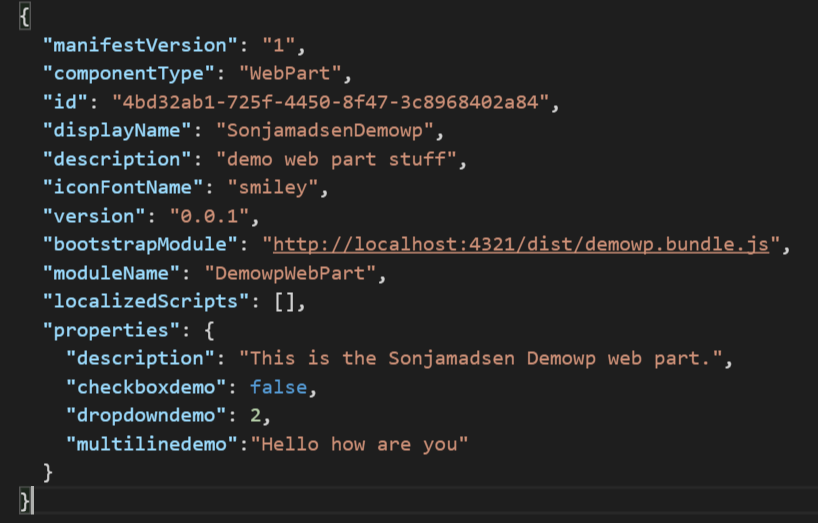 {
"manifestVersion": "1",
"componentType": "WebPart",
"id": "4bd32ab1-725f-4450-8f47-3c8968402a84",
"displayName": "SonjamadsenDemowp",
"description": "demo web part stuff",
"iconFontName": "smiley",
"version": "0.0.1",
"bootstrapModule": "http://localhost:4321/dist/demowp.bundle.js",
"moduleName": "DemowpWebPart",
"localizedScripts": [],
"properties": {
"description": "This is the Sonjamadsen Demowp web part.",
"checkboxdemo": false,
"dropdowndemo": 2,
"multilinedemo":"Hello how are you"
}
}